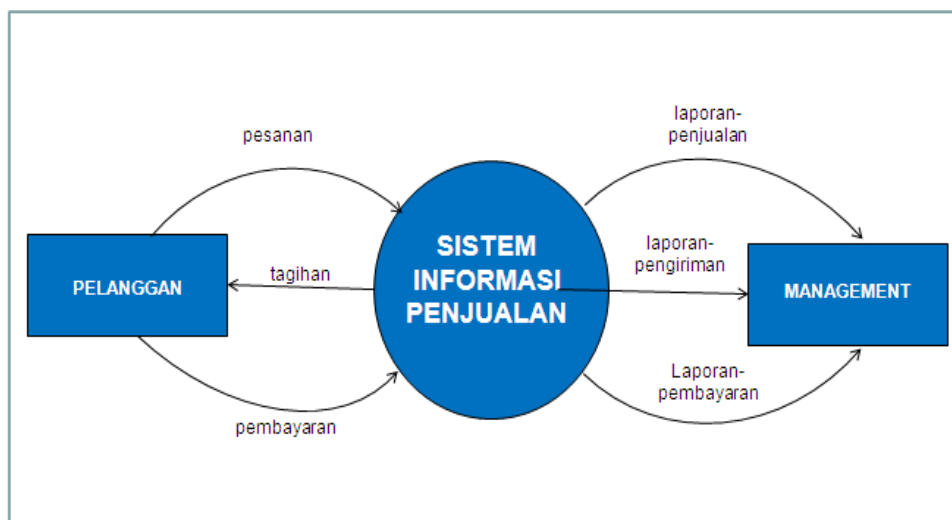 pesanan
laporan-
penjualan
PELANGGAN
tagihan
SISTEM
INFORMASI
PENJUALAN
laporan-
pengiriman
MANAGEMENT
pembayaran
Laporan-
pembayaran